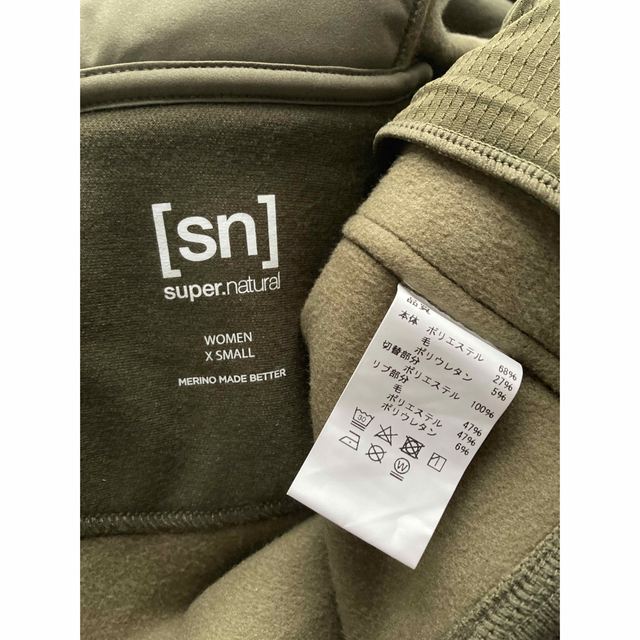 [sn]
super.natural
WOMEN
X SMALL
MERINO MADE BETTER
本体 ポリエステル 68%
毛 27%
ポリウレタン 5%
切替部分 ポリエステル 100%
リブ部分
毛 47%
ポリエステル 47%
ポリウレタン 6%
30
W